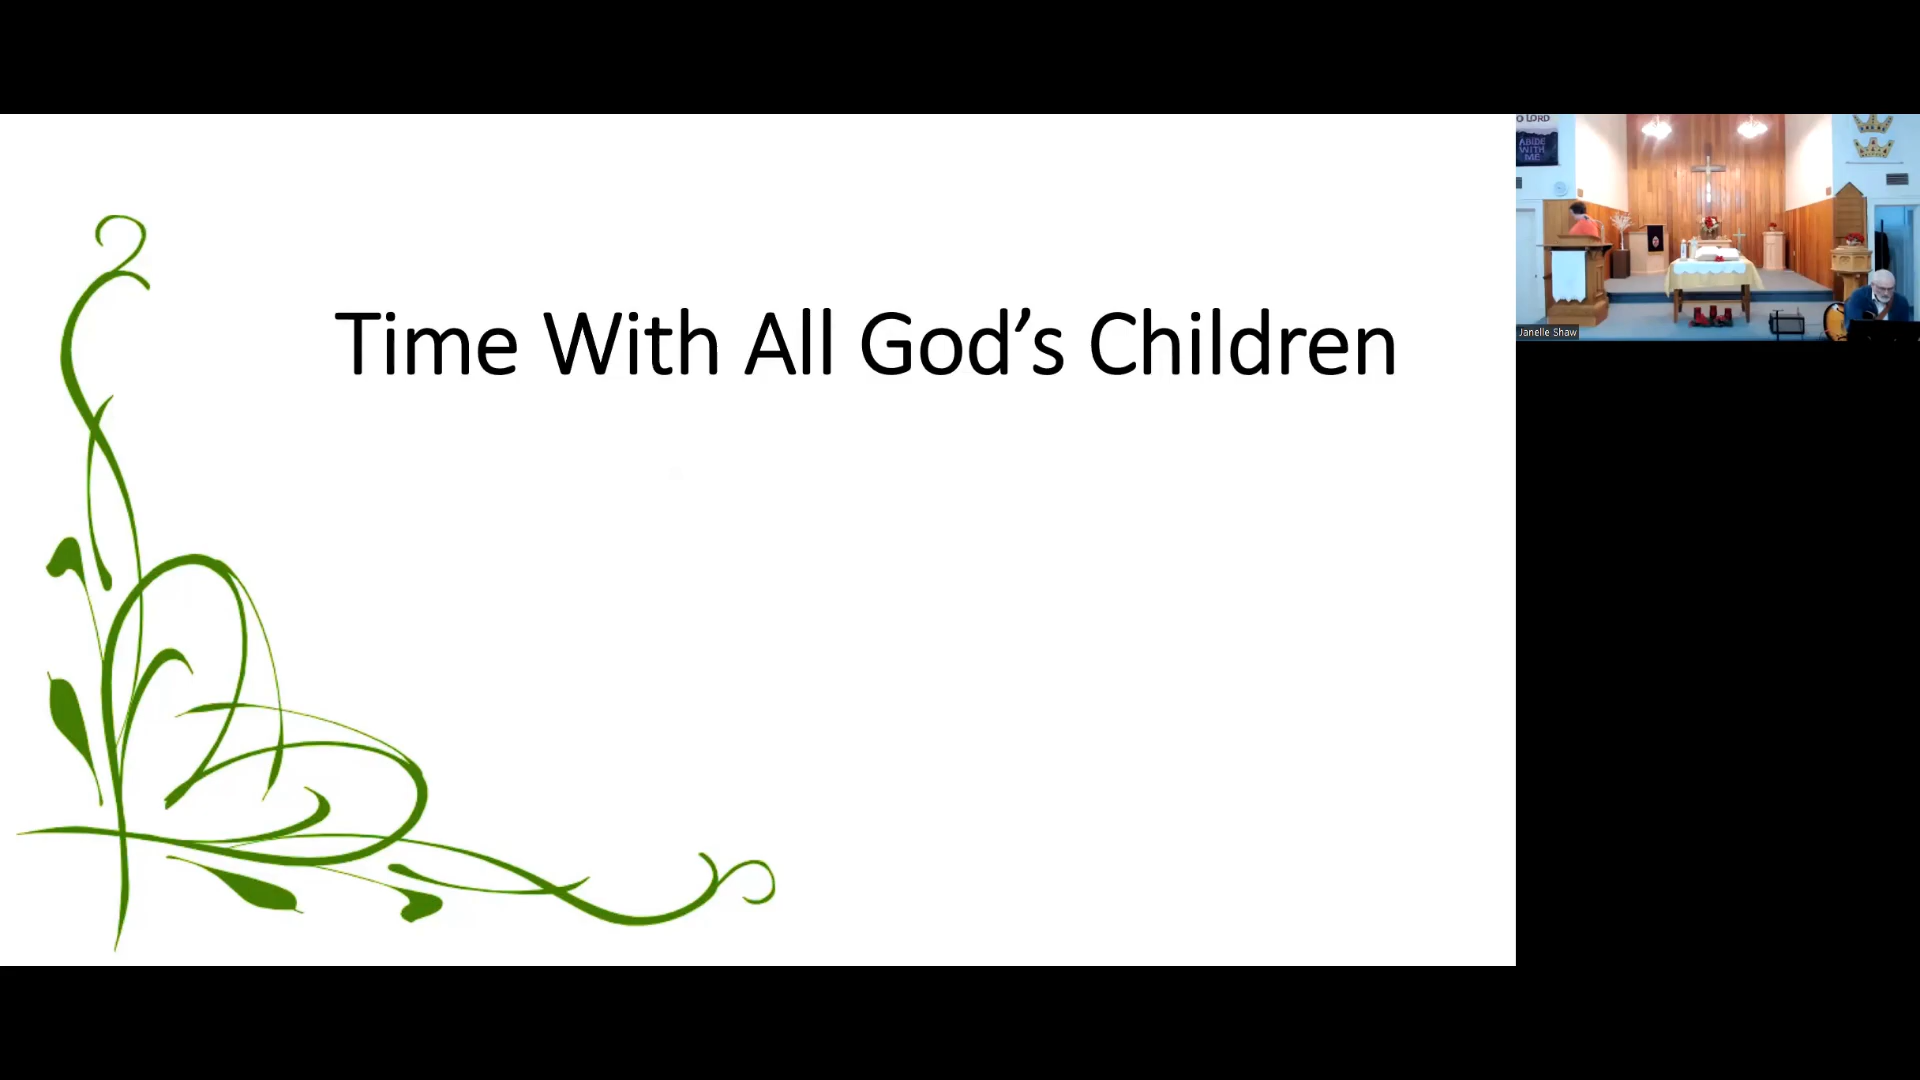 Time With All God’s Children
O LORD
ABIDE
WITH
ME
Janelle Shaw